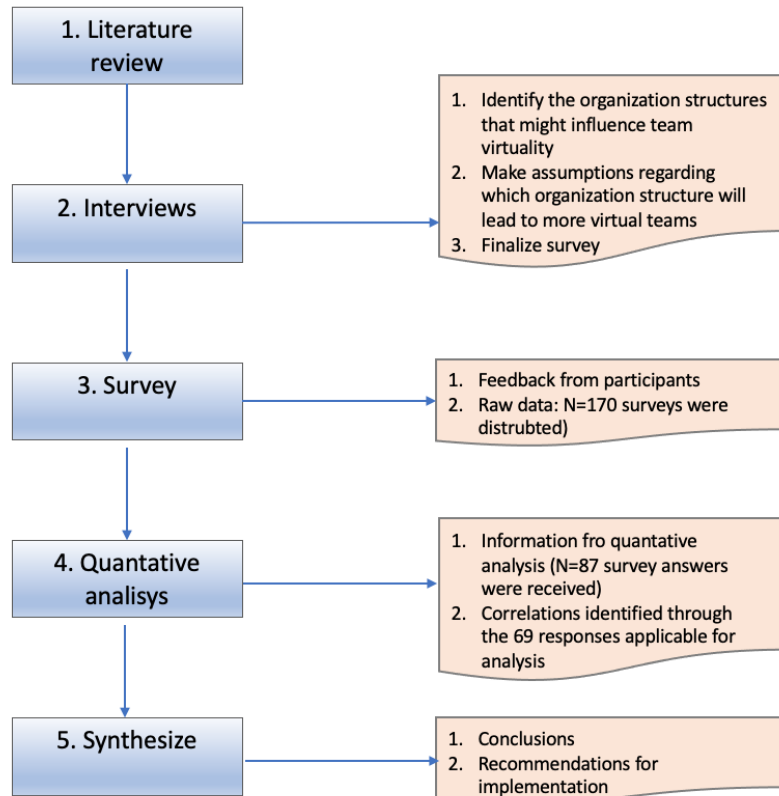 1. Literature
review
2. Interviews
1. Identify the organization structures
that might influence team
virtuality
2. Make assumptions regarding
which organization structure will
lead to more virtual teams
3. Finalize survey
3. Survey
1. Feedback from participants
2. Raw data: N=170 surveys were
distrubted)
4. Quantative
analisys
1. Information fro quantative
analysis (N=87 survey answers
were received)
2. Correlations identified through
the 69 responses applicable for
analysis
5. Synthesize
1. Conclusions
2. Recommendations for
implementation